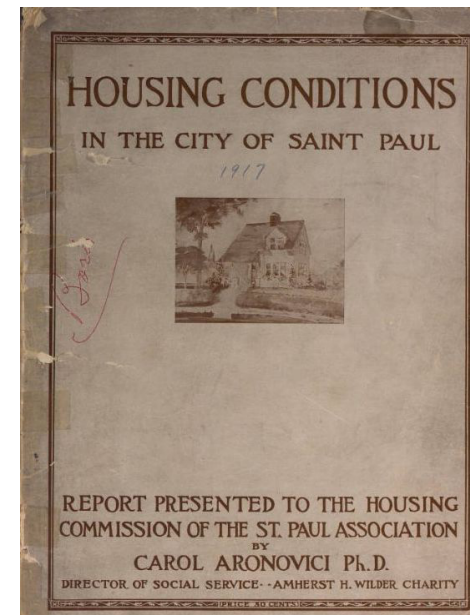 HOUSING CONDITIONS
IN THE CITY OF SAINT PAUL
1917
REPORT PRESENTED TO THE HOUSING
COMMISSION OF THE ST. PAUL ASSOCIATION
BY
CAROL ARONOVICI Ph.D.
DIRECTOR OF SOCIAL SERVICE - - AMHERST H. WILDER CHARITY
PRICE 50 CENTS